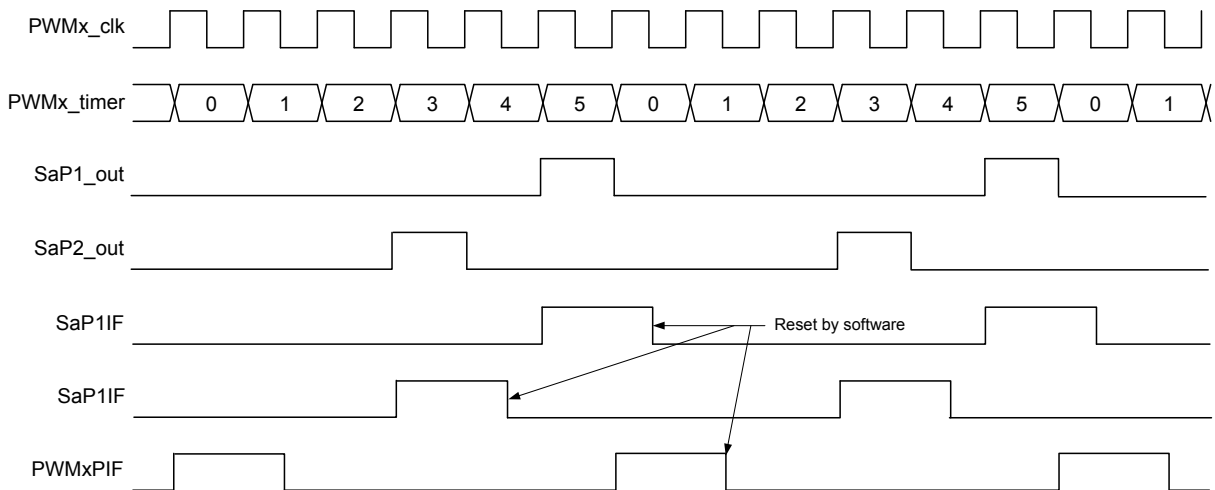 PWMx_clk
PWMx_timer 0 1 2 3 4 5 0 1 2 3 4 5 0 1
SaP1_out
SaP2_out
SaP1IF Reset by software
SaP1IF
PWMxPIF